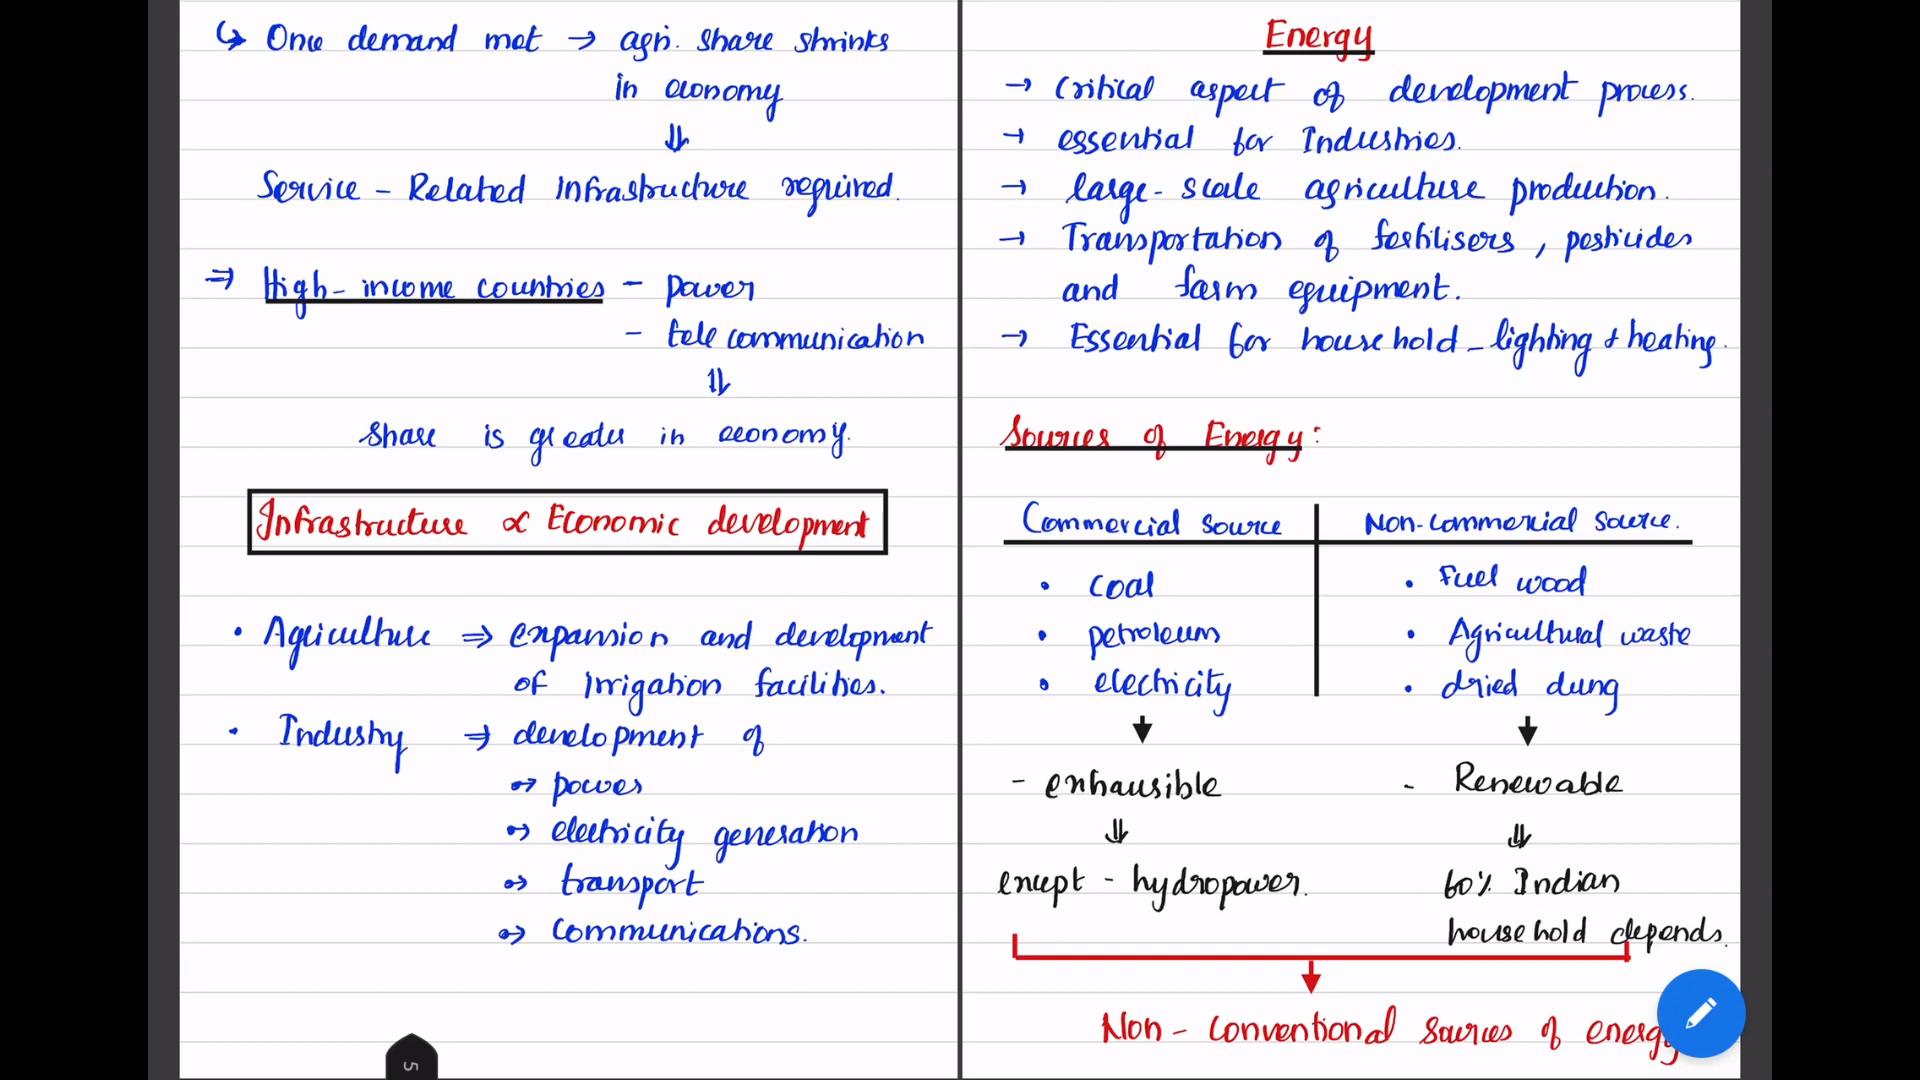 ↳ Once demand met → agri. share shrinks
in economy
⇓
Service - Related infrastructure required.
⇒ High-income countries - power
- tele communication
⇓
share is greater in economy.
Infrastructure ∝ Economic development
• Agriculture ⇒ expansion and development
of irrigation facilities.
• Industry ⇒ development of
↦ power
↦ electricity generation
↦ transport
↦ communications.
5
Energy
→ Critical aspect of development process.
→ essential for Industries.
→ large-scale agriculture production.
→ Transportation of fertilisers, pesticides
and farm equipment.
→ Essential for household - lighting & heating.
Sources of Energy:
Commercial source | Non-commercial source.
• coal • Fuel wood
• petroleum • Agricultural waste
• electricity • dried dung
- exhausible - Renewable
⇓ ⇓
except - hydropower. 60% Indian
household depends.
Non - conventional sources of energy